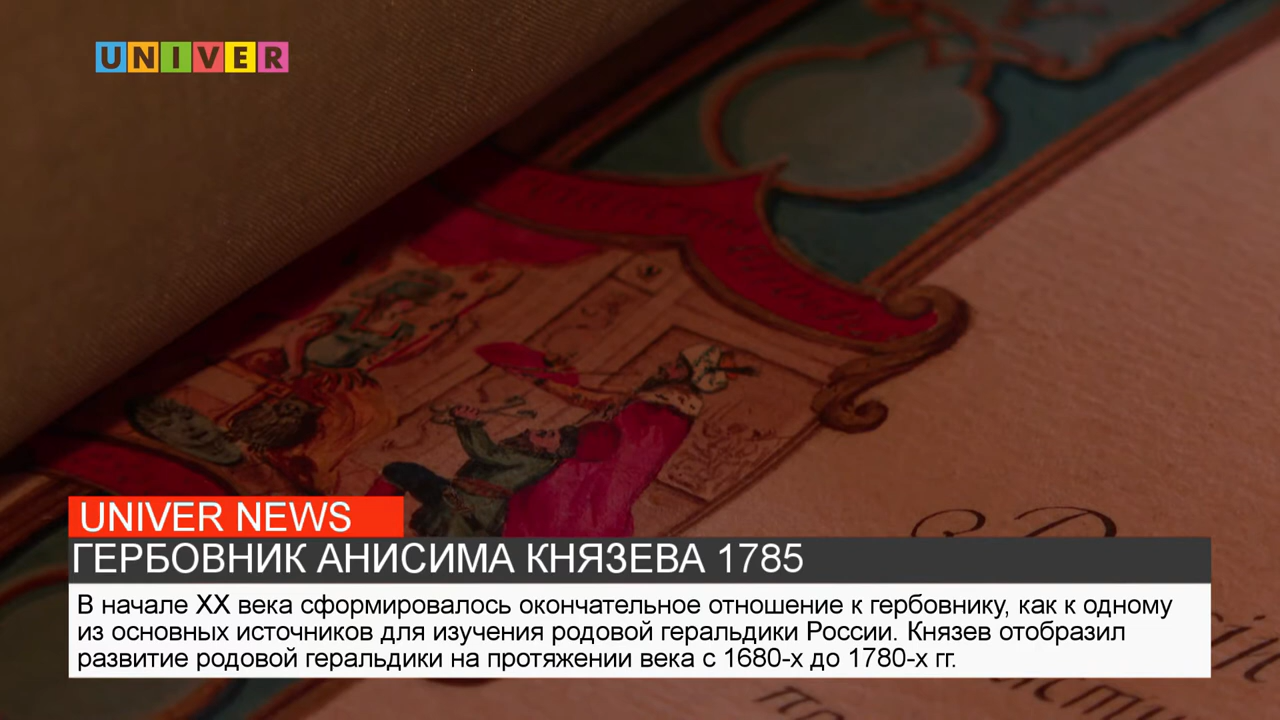 UNIVER
UNIVER NEWS
ГЕРБОВНИК АНИСИМА КНЯЗЕВА 1785
В начале XX века сформировалось окончательное отношение к гербовнику, как к одному
из основных источников для изучения родовой геральдики России. Князев отобразил
развитие родовой геральдики на протяжении века с 1680-х до 1780-х гг.